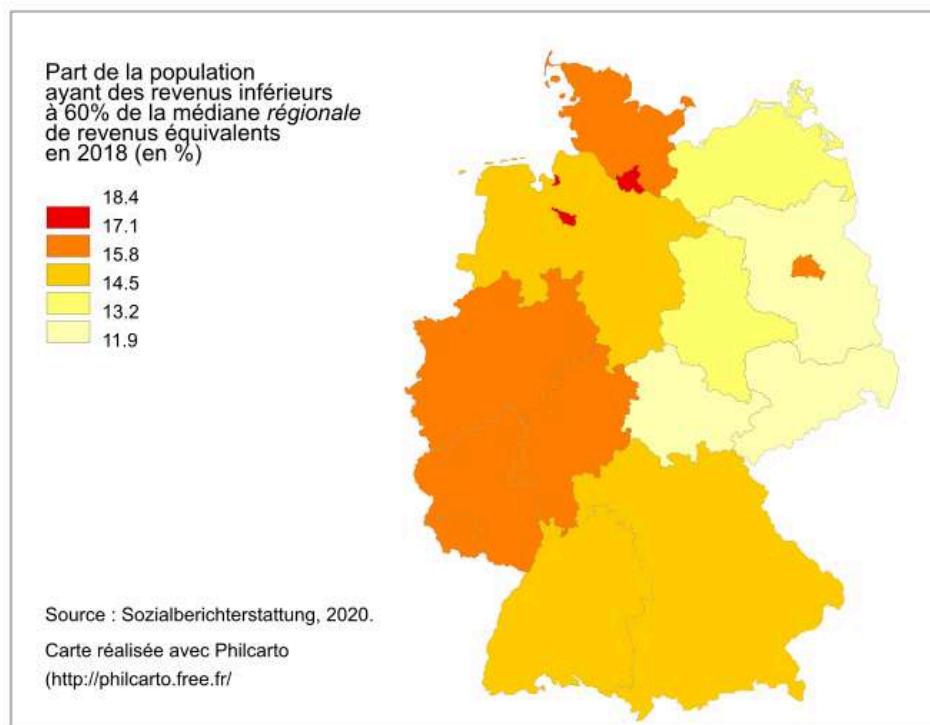 Part de la population
ayant des revenus inférieurs
à 60% de la médiane régionale
de revenus équivalents
en 2018 (en %)
18.4
17.1
15.8
14.5
13.2
11.9
Source : Sozialberichterstattung, 2020.
Carte réalisée avec Philcarto
(http://philcarto.free.fr/